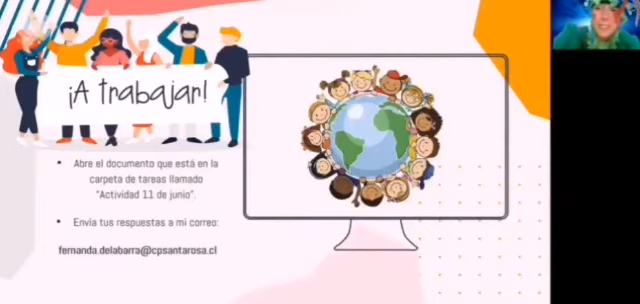 ¡A trabajar!
• Abre el documento que está en la
carpeta de tareas llamado
"Actividad 11 de junio".
• Envía tus respuestas a mi correo:
fernanda.delabarra@cpsantarosa.cl